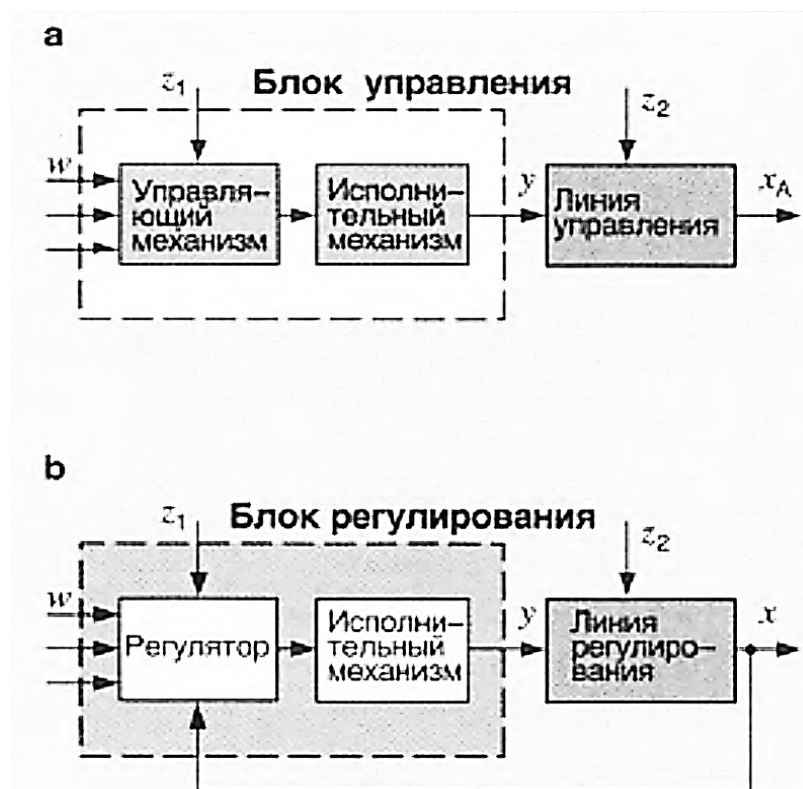 a
z1
Блок управления
z2
w
Управля-
ющий
механизм
Исполни-
тельный
механизм
y
Линия
управления
xA
b
z1
Блок регулирования
z2
w
Регулятор
Исполни-
тельный
механизм
y
Линия
регулиро-
вания
x